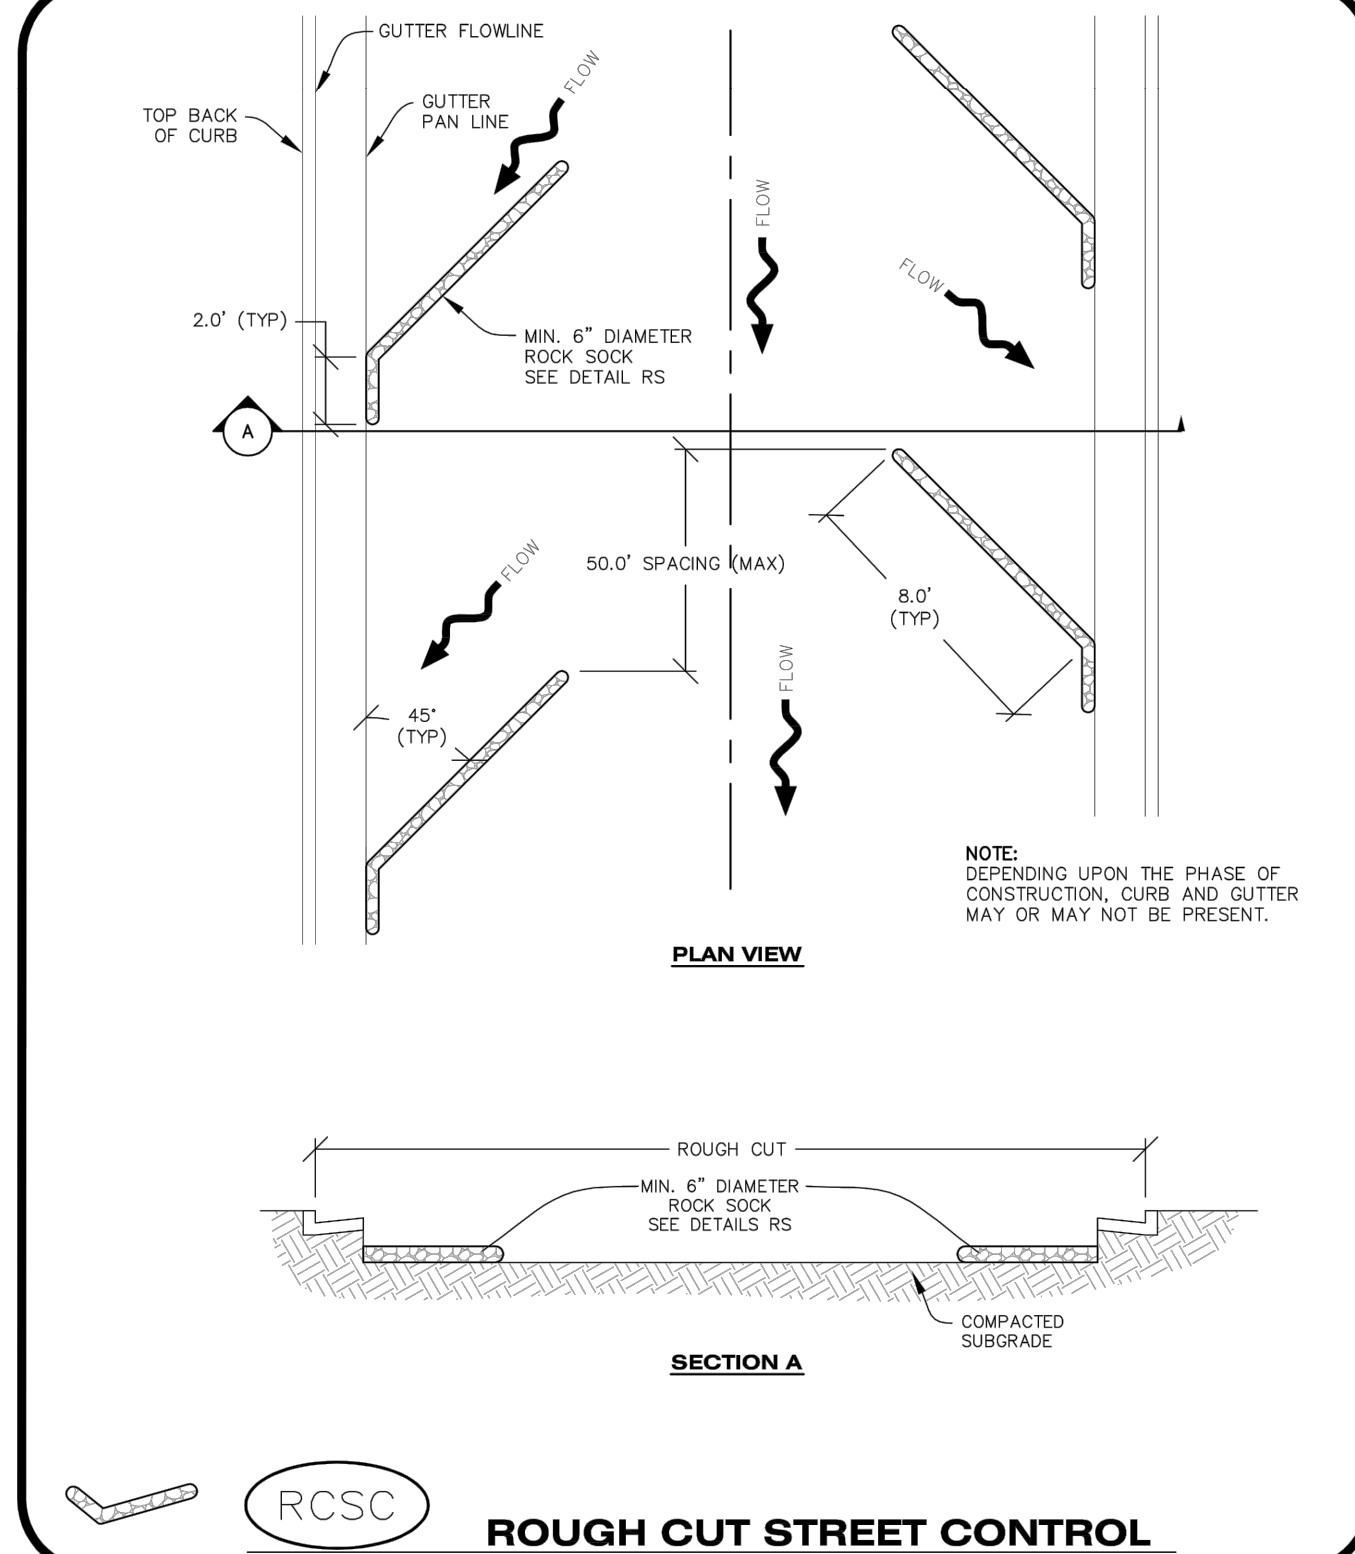 GUTTER FLOWLINE
TOP BACK
OF CURB
GUTTER
PAN LINE
FLOW
FLOW
FLOW
2.0' (TYP)
MIN. 6" DIAMETER
ROCK SOCK
SEE DETAIL RS
A
50.0' SPACING (MAX)
FLOW
8.0'
(TYP)
FLOW
45°
(TYP)
NOTE:
DEPENDING UPON THE PHASE OF
CONSTRUCTION, CURB AND GUTTER
MAY OR MAY NOT BE PRESENT.
PLAN VIEW
ROUGH CUT
MIN. 6" DIAMETER
ROCK SOCK
SEE DETAILS RS
COMPACTED
SUBGRADE
SECTION A
RCSC
ROUGH CUT STREET CONTROL